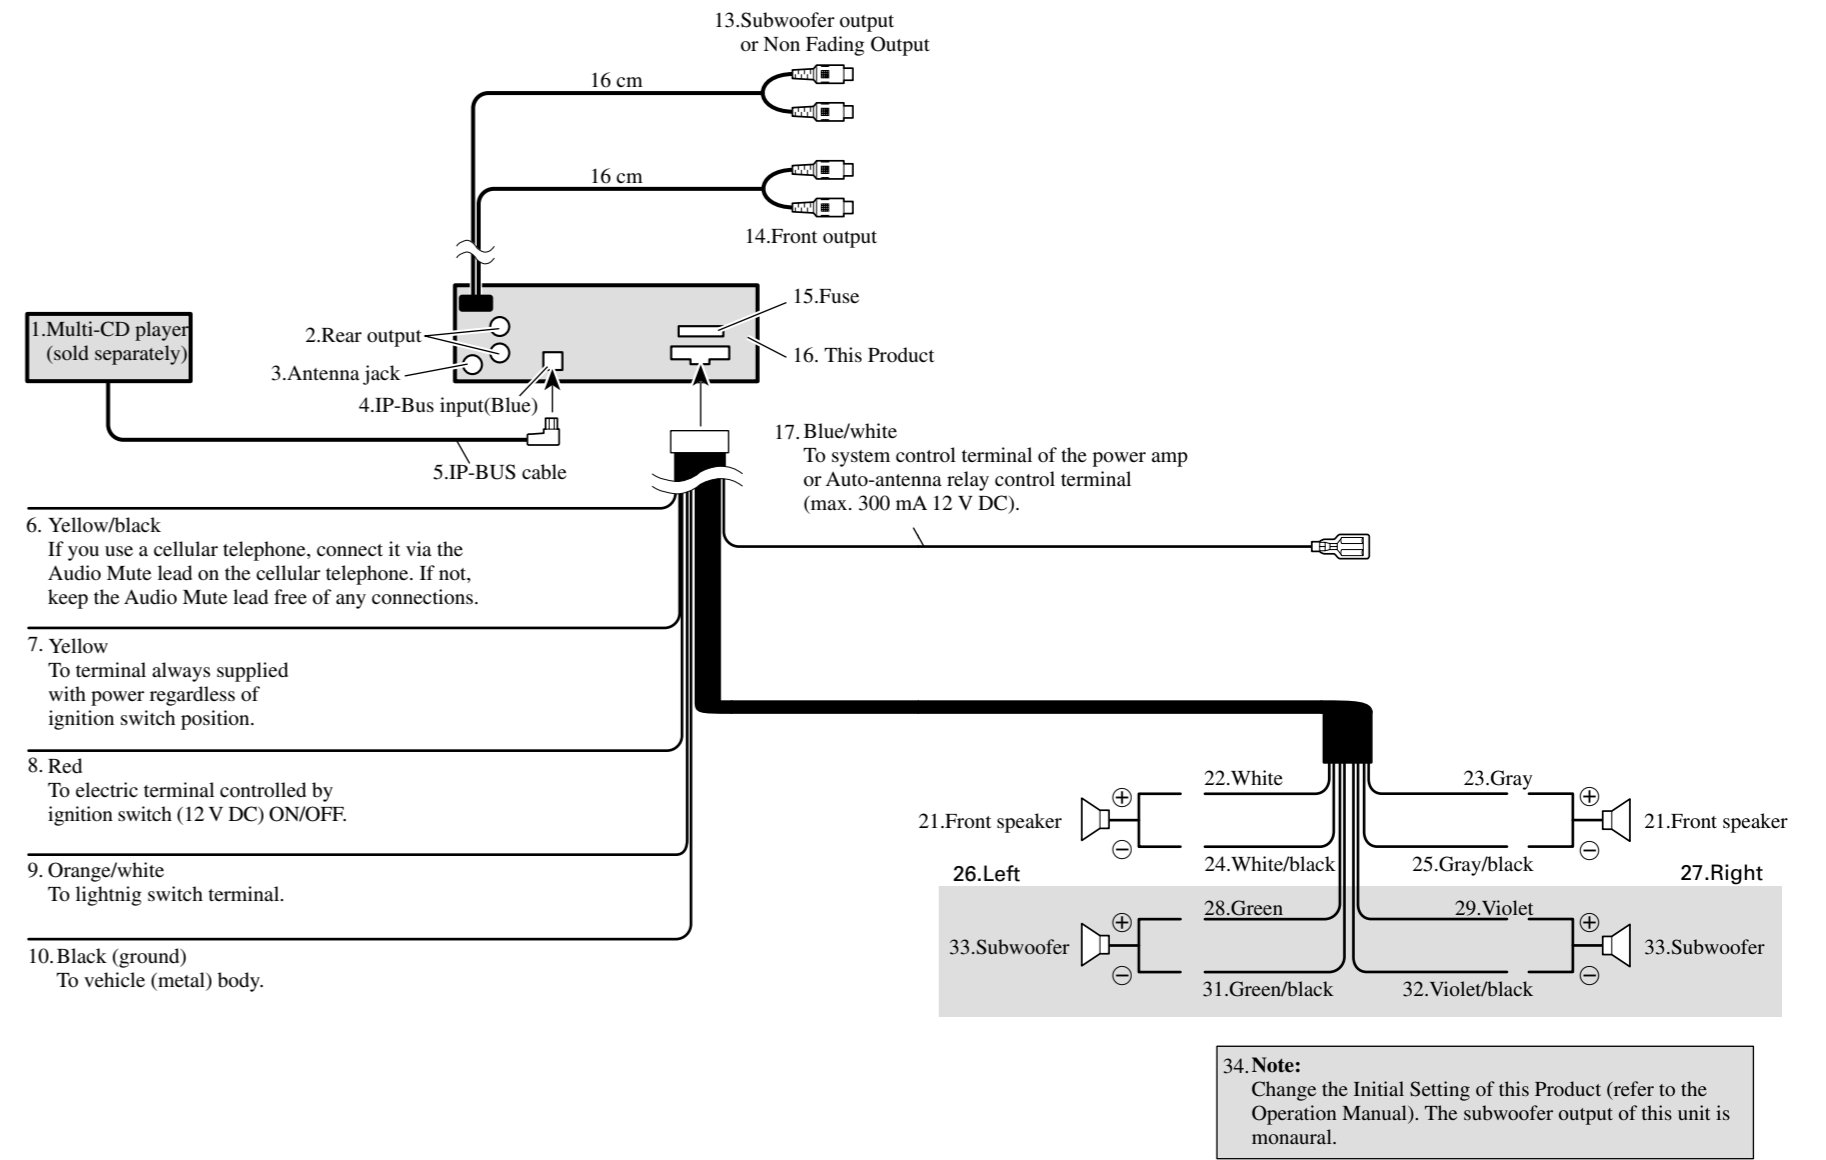 13.Subwoofer output
or Non Fading Output
16 cm
16 cm
14.Front output
15.Fuse
1.Multi-CD player
(sold separately)
2.Rear output
16. This Product
3.Antenna jack
4.IP-Bus input(Blue)
5.IP-BUS cable
17. Blue/white
To system control terminal of the power amp
or Auto-antenna relay control terminal
(max. 300 mA 12 V DC).
6. Yellow/black
If you use a cellular telephone, connect it via the
Audio Mute lead on the cellular telephone. If not,
keep the Audio Mute lead free of any connections.
7. Yellow
To terminal always supplied
with power regardless of
ignition switch position.
8. Red
To electric terminal controlled by
ignition switch (12 V DC) ON/OFF.
9. Orange/white
To lightnig switch terminal.
10. Black (ground)
To vehicle (metal) body.
22.White
23.Gray
⊕
⊕
21.Front speaker
21.Front speaker
⊖
⊖
24.White/black
25.Gray/black
26.Left
27.Right
28.Green
29.Violet
⊕
⊕
33.Subwoofer
33.Subwoofer
⊖
⊖
31.Green/black
32.Violet/black
34. Note:
Change the Initial Setting of this Product (refer to the
Operation Manual). The subwoofer output of this unit is
monaural.